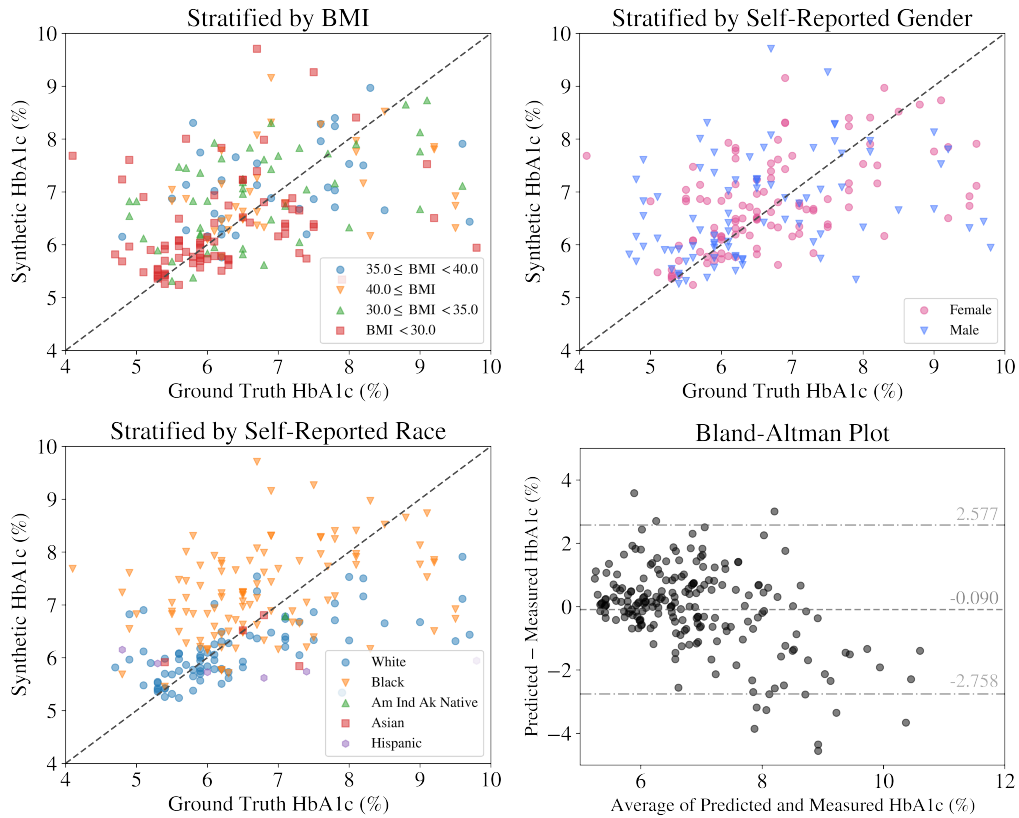 Stratified by BMI
Synthetic HbA1c (%)
10
9
8
7
6
5
4
35.0≤ BMI <40.0
40.0≤ BMI
30.0≤ BMI <35.0
BMI <30.0
4 5 6 7 8 9 10
Ground Truth HbA1c (%)
Stratified by Self-Reported Gender
Synthetic HbA1c (%)
10
9
8
7
6
5
4
Female
Male
4 5 6 7 8 9 10
Ground Truth HbA1c (%)
Stratified by Self-Reported Race
Synthetic HbA1c (%)
10
9
8
7
6
5
4
White
Black
Am Ind Ak Native
Asian
Hispanic
4 5 6 7 8 9 10
Ground Truth HbA1c (%)
Bland-Altman Plot
Predicted − Measured HbA1c (%)
4
2
0
−2
−4
2.577
-0.090
-2.758
6 8 10 12
Average of Predicted and Measured HbA1c (%)